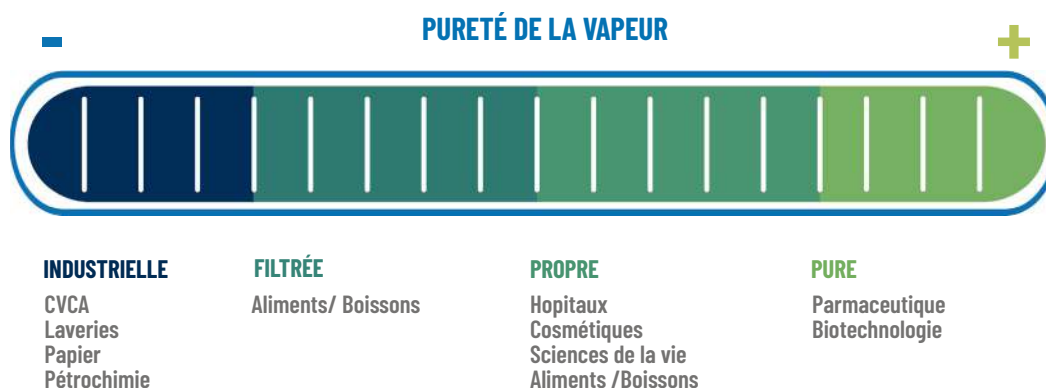 PURETÉ DE LA VAPEUR
- +
INDUSTRIELLE
CVCA
Laveries
Papier
Pétrochimie
FILTRÉE
Aliments/ Boissons
PROPRE
Hopitaux
Cosmétiques
Sciences de la vie
Aliments /Boissons
PURE
Parmaceutique
Biotechnologie